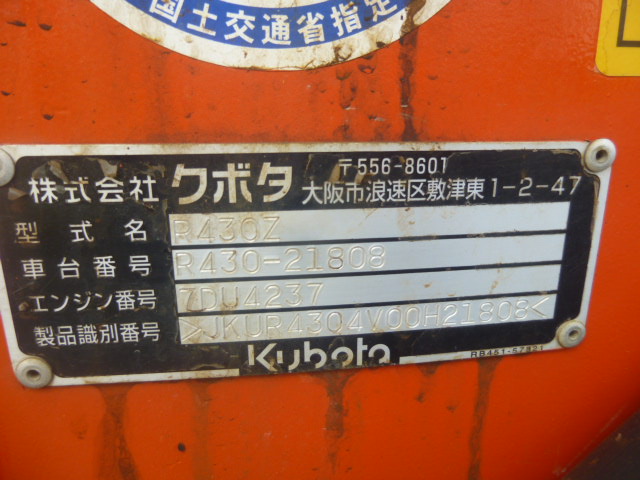 国土交通省指定
〒556-8601
株式会社 クボタ 大阪市浪速区敷津東1-2-47
型式名 R430Z
車台番号 R430-21808
エンジン番号 7DU4237
製品識別番号 >JKUR4304V00H21808<
Kubota
RB451-57821